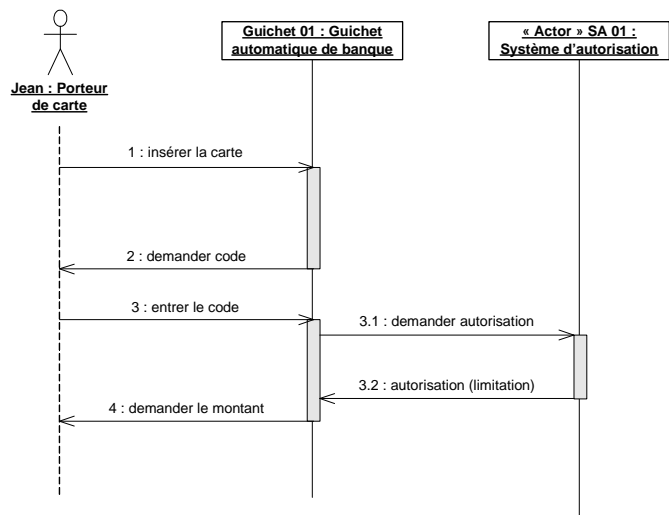 Guichet 01 : Guichet
automatique de banque
« Actor » SA 01 :
Système d'autorisation
Jean : Porteur
de carte
1 : insérer la carte
2 : demander code
3 : entrer le code
3.1 : demander autorisation
3.2 : autorisation (limitation)
4 : demander le montant